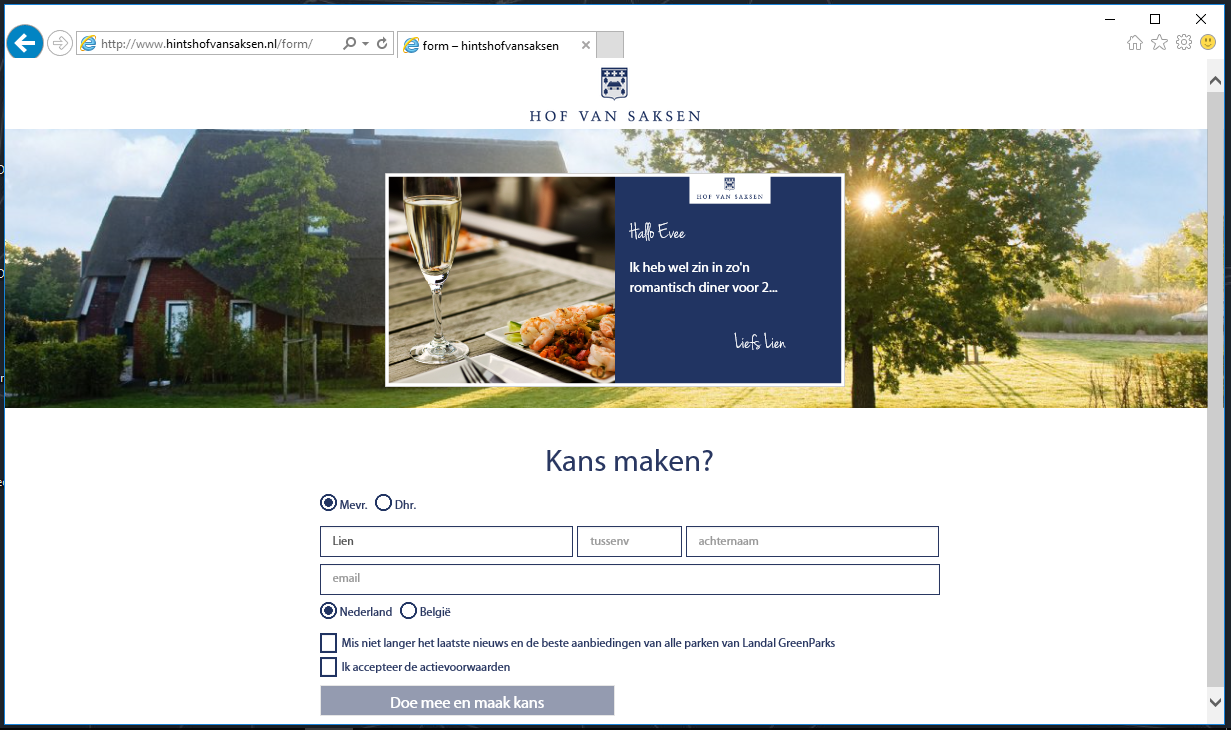 http://www.hintshofvansaksen.nl/form/
form – hintshofvansaksen
HOF VAN SAKSEN
HOF VAN SAKSEN
Hallo Evee
Ik heb wel zin in zo'n
romantisch diner voor 2...
Liefs Lien
Kans maken?
Mevr. Dhr.
Lien tussenv achternaam
email
Nederland België
Mis niet langer het laatste nieuws en de beste aanbiedingen van alle parken van Landal GreenParks
Ik accepteer de actievoorwaarden
Doe mee en maak kans